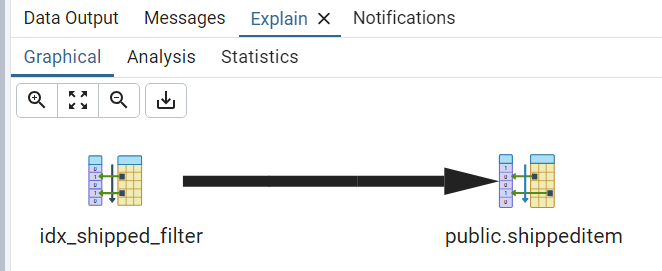 Data Output Messages Explain × Notifications
Graphical Analysis Statistics
idx_shipped_filter public.shippeditem